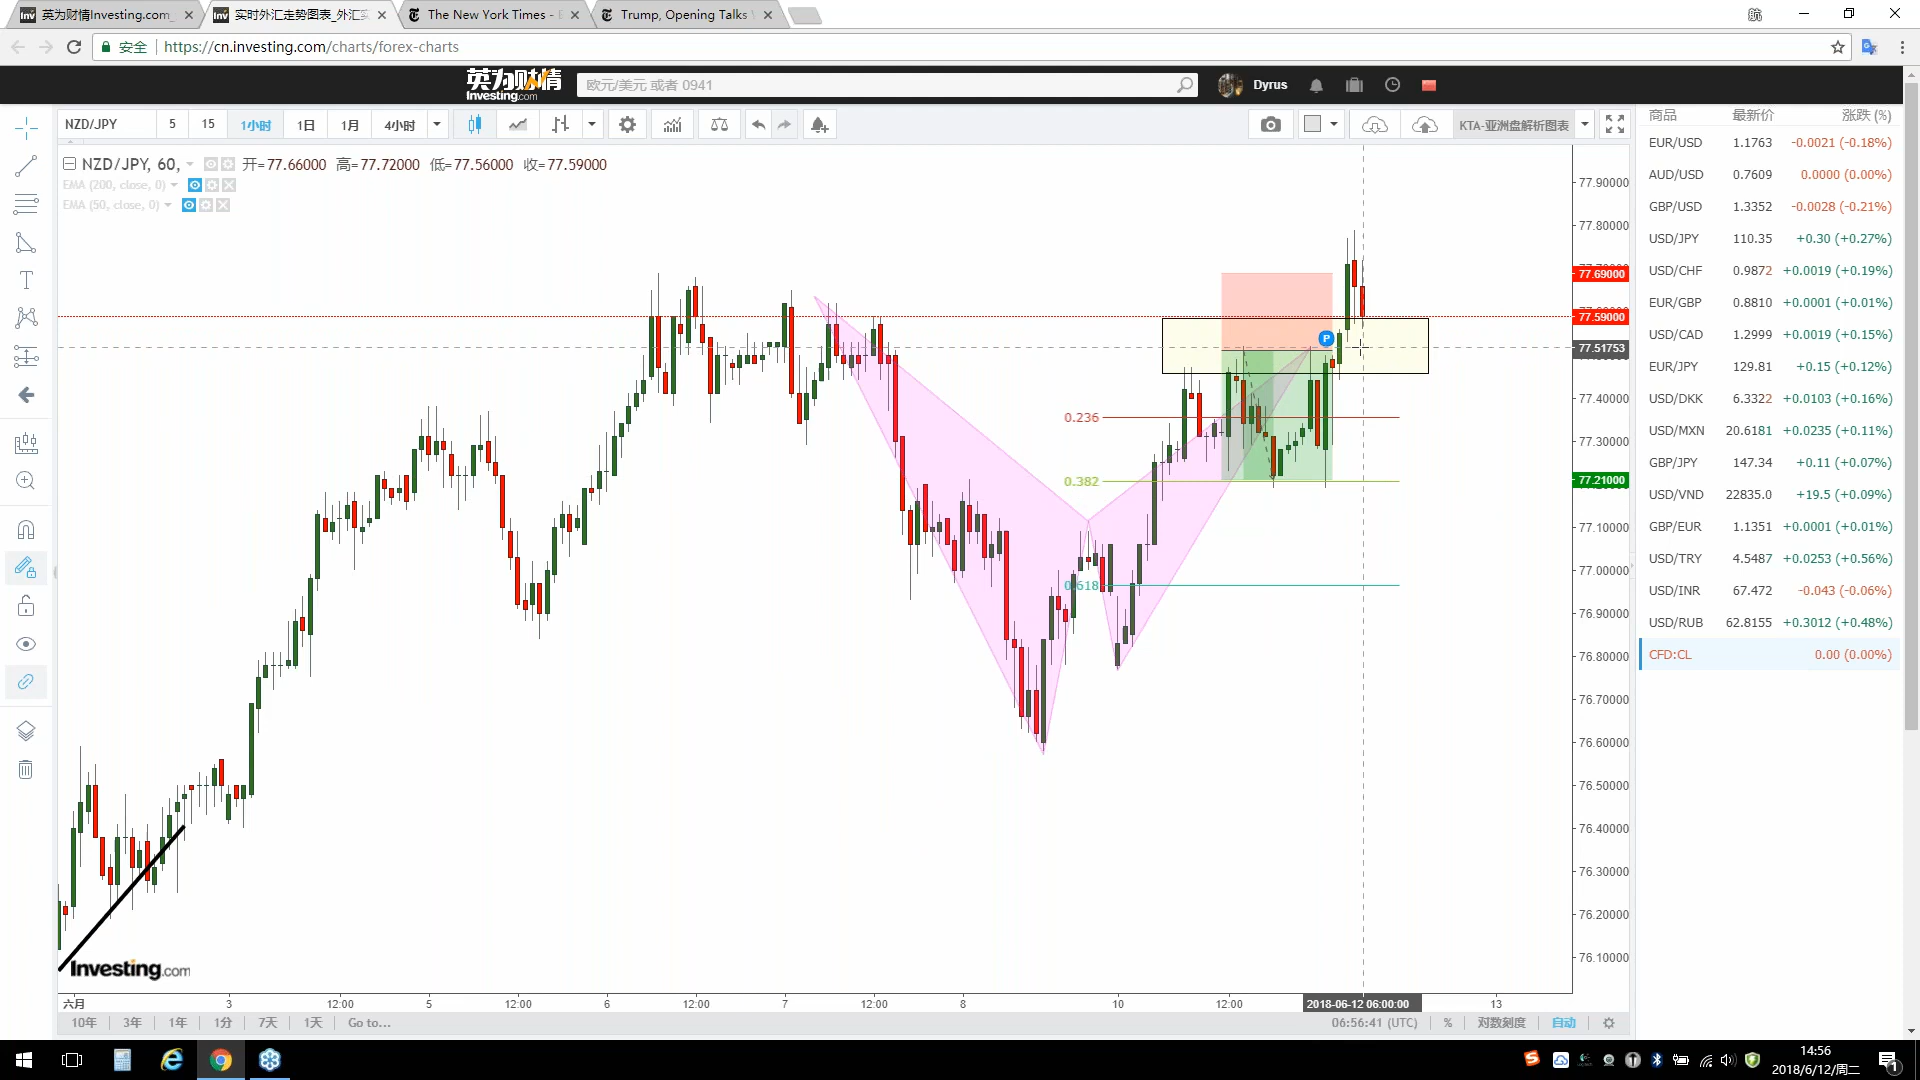 英为财情Investing.com_
实时外汇走势图表_外汇实
The New York Times - 
Trump, Opening Talks
安全
https://cn.investing.com/charts/forex-charts
英为财情
Investing.com
欧元/美元 或者 0941
Dyrus
NZD/JPY
5
15
1小时
1日
1月
4小时
KTA-亚洲盘解析图表
NZD/JPY, 60,
开=77.66000 高=77.72000 低=77.56000 收=77.59000
EMA (200, close, 0)
EMA (50, close, 0)
77.90000
77.80000
77.69000
77.59000
77.51753
77.40000
77.30000
77.21000
77.10000
77.00000
76.90000
76.80000
76.70000
76.60000
76.50000
76.40000
76.30000
76.20000
76.10000
P
0.236
0.382
0.618
Investing.com
六月 3 12:00 5 12:00 6 12:00 7 12:00 8 10 12:00 2018-06-12 06:00:00 13
10年 3年 1年 1分 7天 1天 Go to...
06:56:41 (UTC) % 对数刻度 自动
商品 最新价 涨跌 (%)
EUR/USD 1.1763 -0.0021 (-0.18%)
AUD/USD 0.7609 0.0000 (0.00%)
GBP/USD 1.3352 -0.0028 (-0.21%)
USD/JPY 110.35 +0.30 (+0.27%)
USD/CHF 0.9872 +0.0019 (+0.19%)
EUR/GBP 0.8810 +0.0001 (+0.01%)
USD/CAD 1.2999 +0.0019 (+0.15%)
EUR/JPY 129.81 +0.15 (+0.12%)
USD/DKK 6.3322 +0.0103 (+0.16%)
USD/MXN 20.6181 +0.0235 (+0.11%)
GBP/JPY 147.34 +0.11 (+0.07%)
USD/VND 22835.0 +19.5 (+0.09%)
GBP/EUR 1.1351 +0.0001 (+0.01%)
USD/TRY 4.5487 +0.0253 (+0.56%)
USD/INR 67.472 -0.043 (-0.06%)
USD/RUB 62.8155 +0.3012 (+0.48%)
CFD:CL 0.00 (0.00%)
14:56
2018/6/12/周二